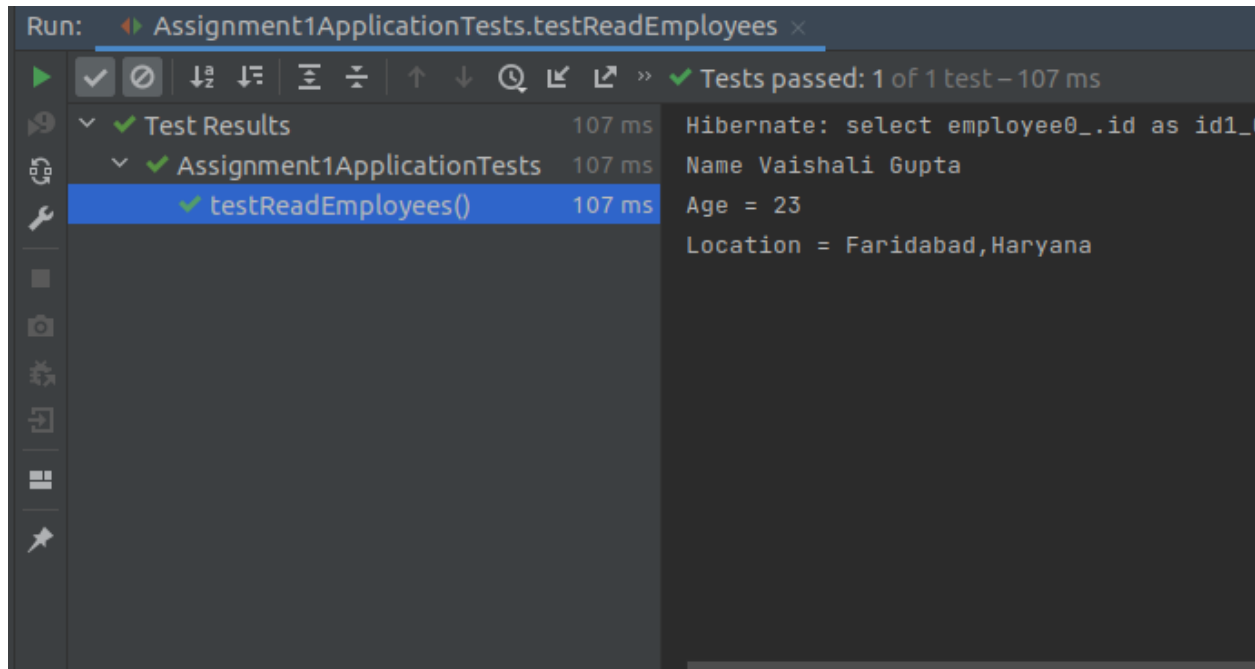 Run: Assignment1ApplicationTests.testReadEmployees
Tests passed: 1 of 1 test – 107 ms
Test Results 107 ms
Assignment1ApplicationTests 107 ms
testReadEmployees() 107 ms
Hibernate: select employee0_.id as id1_
Name Vaishali Gupta
Age = 23
Location = Faridabad,Haryana